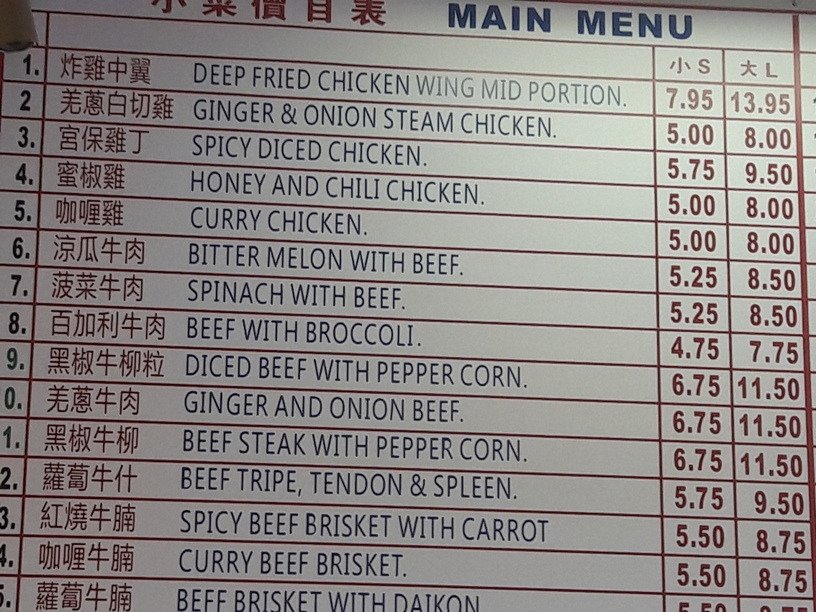 小菜價目表 MAIN MENU
小 S 大 L
1. 炸雞中翼 DEEP FRIED CHICKEN WING MID PORTION. 7.95 13.95
2 羌蔥白切雞 GINGER & ONION STEAM CHICKEN. 5.00 8.00
3. 宮保雞丁 SPICY DICED CHICKEN. 5.75 9.50
4. 蜜椒雞 HONEY AND CHILI CHICKEN. 5.00 8.00
5. 咖喱雞 CURRY CHICKEN. 5.00 8.00
6. 涼瓜牛肉 BITTER MELON WITH BEEF. 5.25 8.50
7. 菠菜牛肉 SPINACH WITH BEEF. 5.25 8.50
8. 百加利牛肉 BEEF WITH BROCCOLI. 4.75 7.75
9. 黑椒牛柳粒 DICED BEEF WITH PEPPER CORN. 6.75 11.50
0. 羌蔥牛肉 GINGER AND ONION BEEF. 6.75 11.50
1. 黑椒牛柳 BEEF STEAK WITH PEPPER CORN. 6.75 11.50
2. 蘿蔔牛什 BEEF TRIPE, TENDON & SPLEEN. 5.75 9.50
3. 紅燒牛腩 SPICY BEEF BRISKET WITH CARROT 5.50 8.75
4. 咖喱牛腩 CURRY BEEF BRISKET. 5.50 8.75
5. 蘿蔔牛腩 BEEF BRISKET WITH DAIKON